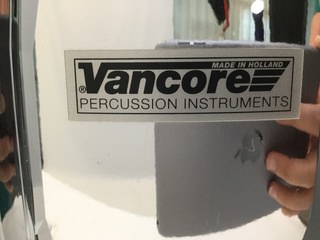 MADE IN HOLLAND
®Vancore
PERCUSSION INSTRUMENTS